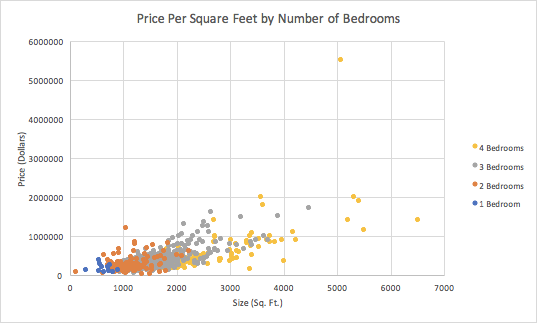 Price Per Square Feet by Number of Bedrooms
6000000
5000000
4000000
3000000
2000000
1000000
0
Price (Dollars)
0 1000 2000 3000 4000 5000 6000 7000
Size (Sq. Ft.)
4 Bedrooms
3 Bedrooms
2 Bedrooms
1 Bedroom